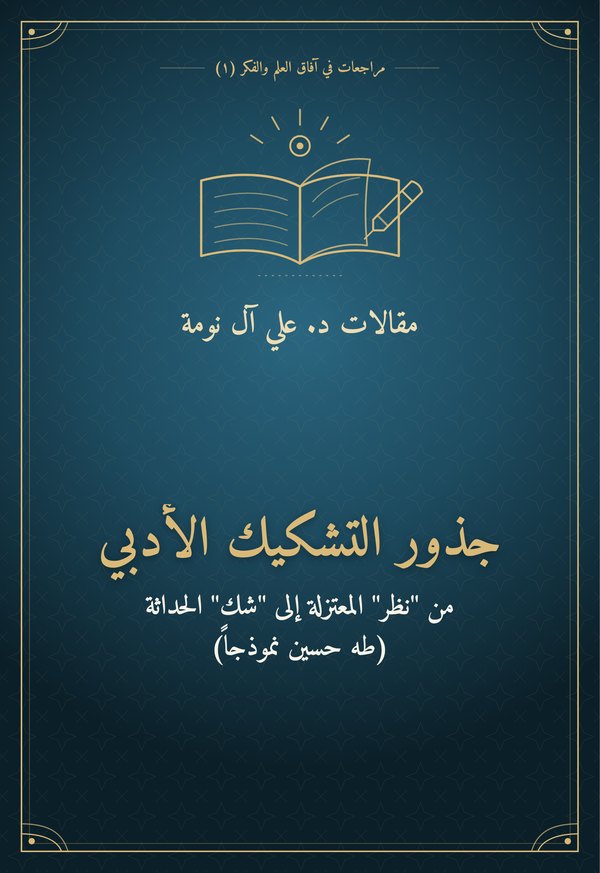 مراجعات في آفاق العلم والفكر (١)
مقالات د. علي آل نومة
جذور التشكيك الأدبي
من "نظر" المعتزلة إلى "شك" الحداثة
(طه حسين نموذجاً)